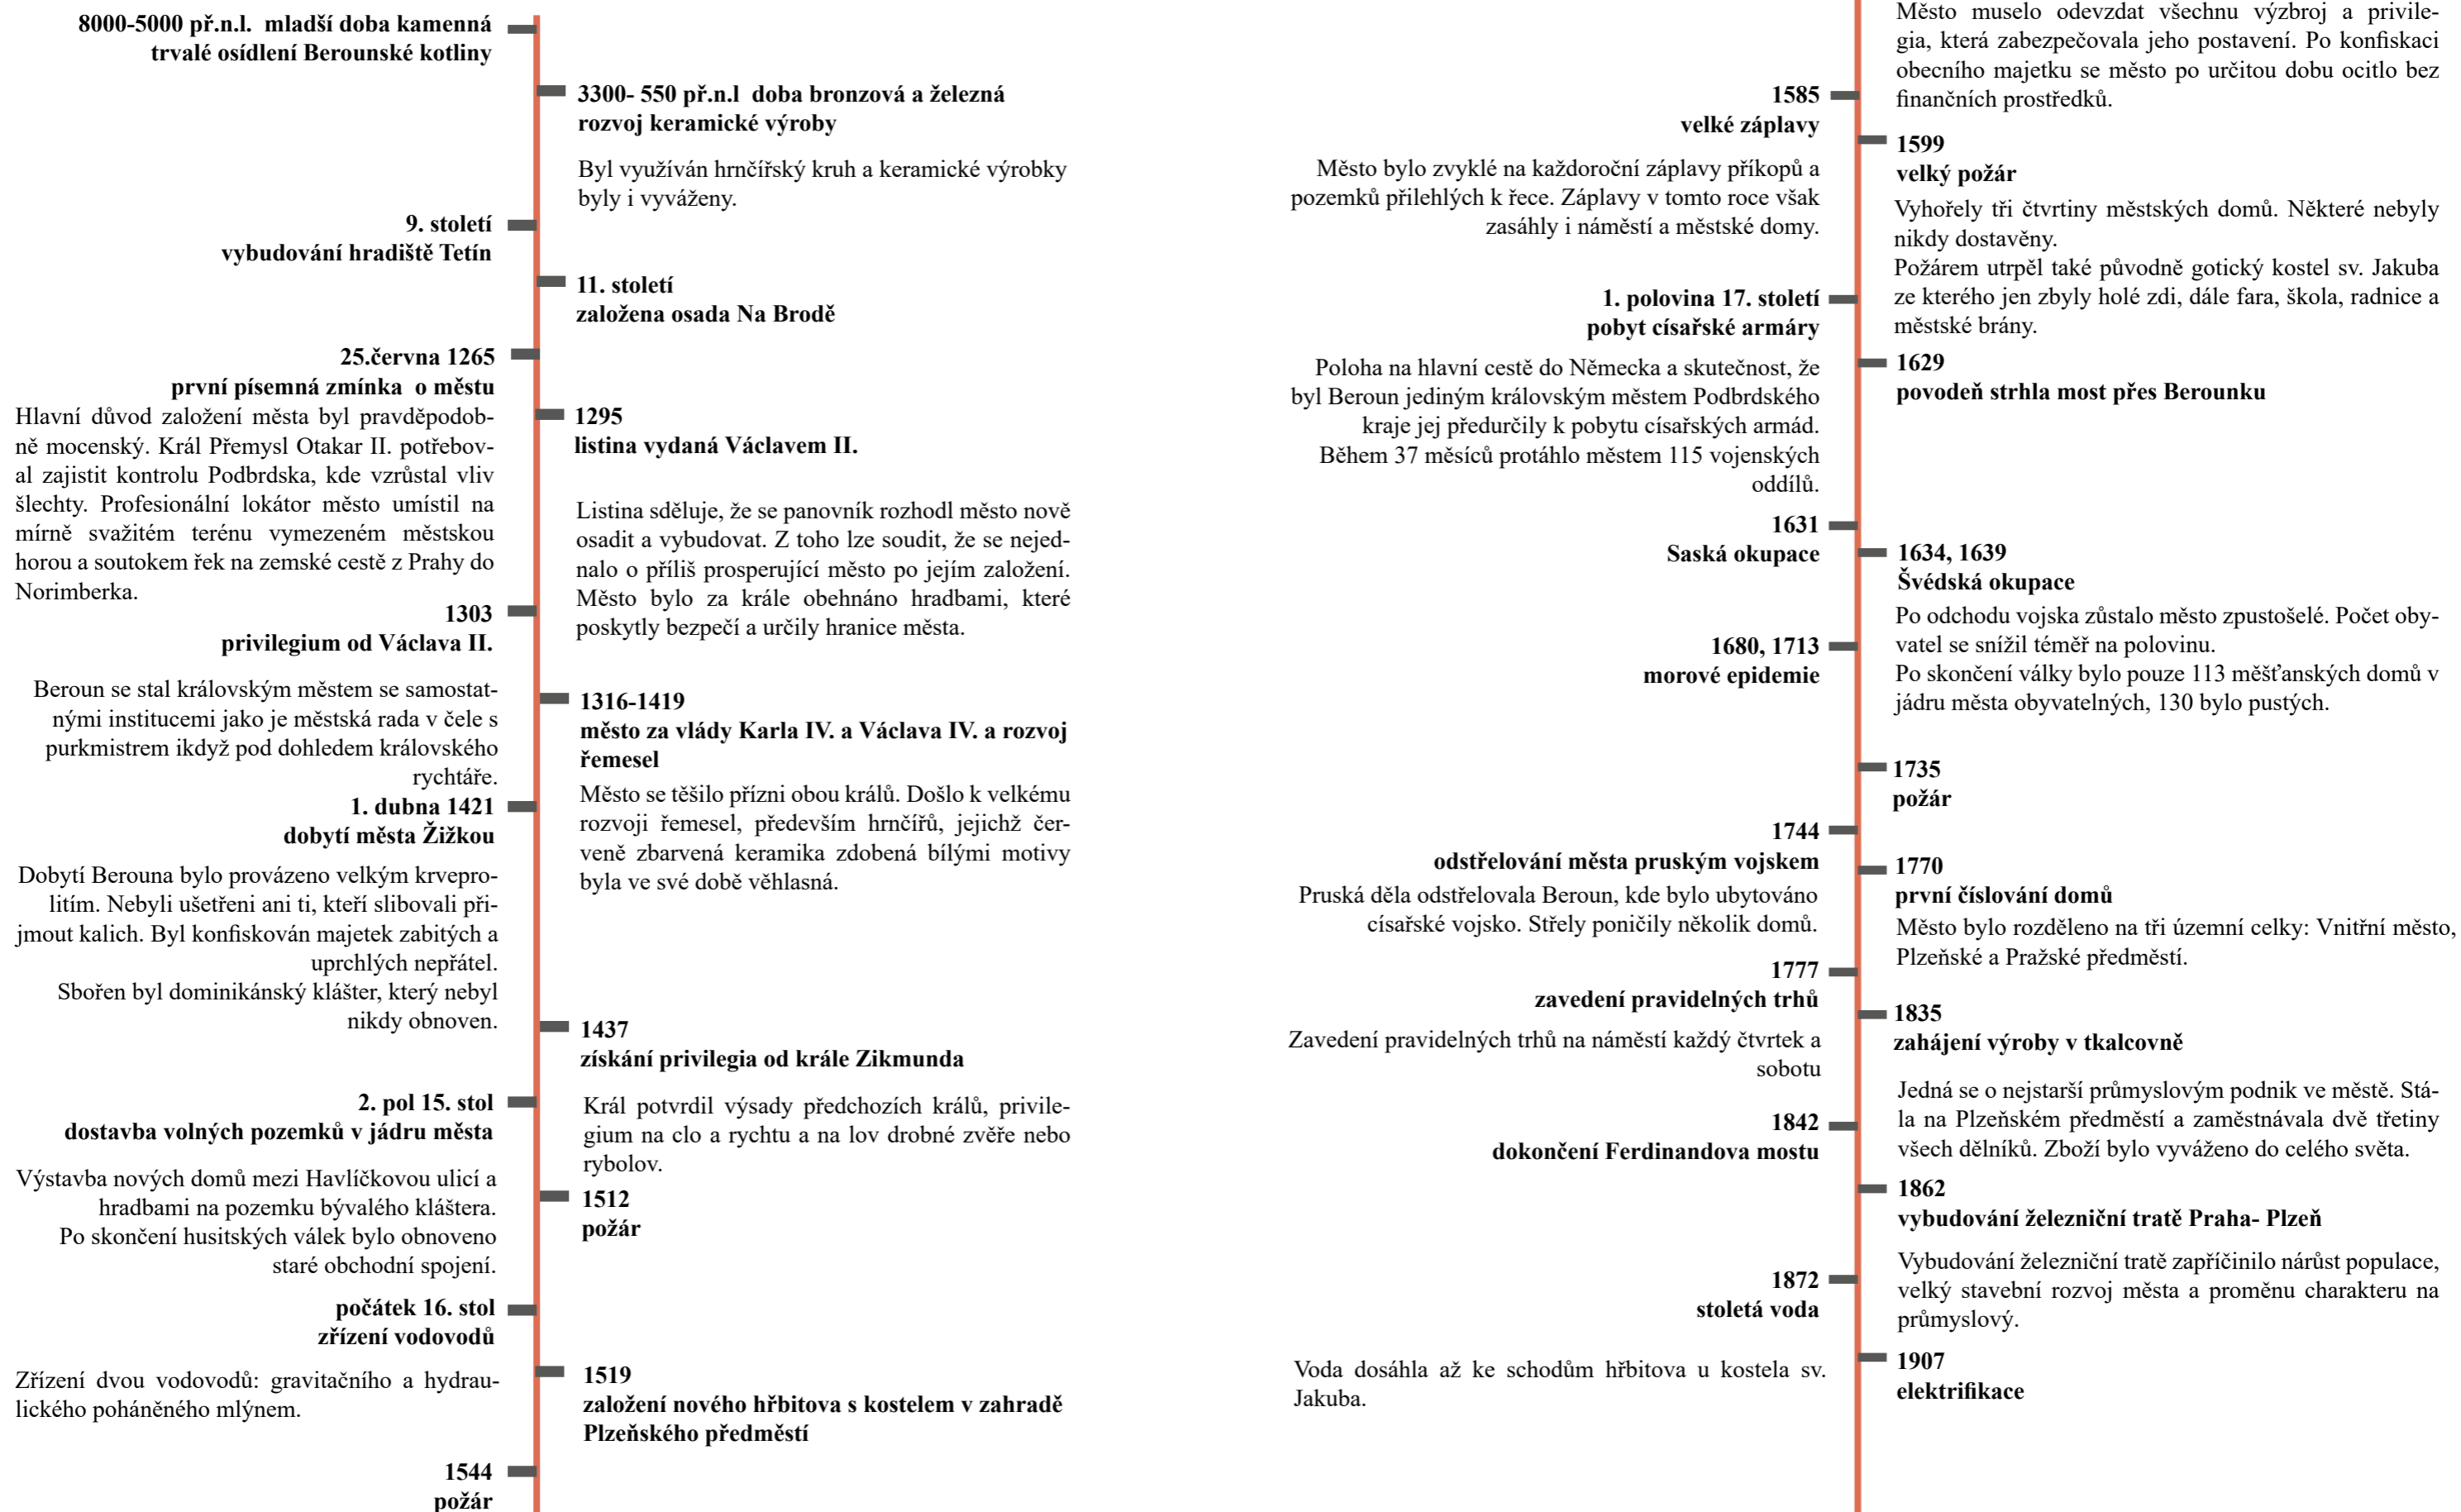 8000-5000 př.n.l.  mladší doba kamenná
trvalé osídlení Berounské kotliny
3300- 550 př.n.l  doba bronzová a železná
rozvoj keramické výroby
Byl využíván hrnčířský kruh a keramické výrobky
byly i vyváženy.
9. století
vybudování hradiště Tetín
11. století
založena osada Na Brodě
25.června 1265
první písemná zmínka  o městu
Hlavní důvod založení města byl pravděpodob-
ně mocenský. Král Přemysl Otakar II. potřebov-
al zajistit kontrolu Podbrdska, kde vzrůstal vliv
šlechty. Profesionální lokátor město umístil na
mírně svažitém terénu vymezeném městskou
horou a soutokem řek na zemské cestě z Prahy do
Norimberka.
1295
listina vydaná Václavem II.
Listina sděluje, že se panovník rozhodl město nově
osadit a vybudovat. Z toho lze soudit, že se nejed-
nalo o příliš prosperující město po jejím založení.
Město bylo za krále obehnáno hradbami, které
poskytly bezpečí a určily hranice města.
1303
privilegium od Václava II.
Beroun se stal královským městem se samostat-
nými institucemi jako je městská rada v čele s
purkmistrem ikdyž pod dohledem královského
rychtáře.
1316-1419
město za vlády Karla IV. a Václava IV. a rozvoj
řemesel
Město se těšilo přízni obou králů. Došlo k velkému
rozvoji řemesel, především hrnčířů, jejichž čer-
veně zbarvená keramika zdobená bílými motivy
byla ve své době věhlasná.
1. dubna 1421
dobytí města Žižkou
Dobytí Berouna bylo provázeno velkým krvepro-
litím. Nebyli ušetřeni ani ti, kteří slibovali při-
jmout kalich. Byl konfiskován majetek zabitých a
uprchlých nepřátel.
Sbořen byl dominikánský klášter, který nebyl
nikdy obnoven.
1437
získání privilegia od krále Zikmunda
Král potvrdil výsady předchozích králů, privile-
gium na clo a rychtu a na lov drobné zvěře nebo
rybolov.
2. pol 15. stol
dostavba volných pozemků v jádru města
Výstavba nových domů mezi Havlíčkovou ulicí a
hradbami na pozemku bývalého kláštera.
Po skončení husitských válek bylo obnoveno
staré obchodní spojení.
1512
požár
počátek 16. stol
zřízení vodovodů
Zřízení dvou vodovodů: gravitačního a hydrau-
lického poháněného mlýnem.
1519
založení nového hřbitova s kostelem v zahradě
Plzeňského předměstí
1544
požár
Město muselo odevzdat všechnu výzbroj a privile-
gia, která zabezpečovala jeho postavení. Po konfiskaci
obecního majetku se město po určitou dobu ocitlo bez
finančních prostředků.
1585
velké záplavy
Město bylo zvyklé na každoroční záplavy příkopů a
pozemků přilehlých k řece. Záplavy v tomto roce však
zasáhly i náměstí a městské domy.
1599
velký požár
Vyhořely tři čtvrtiny městských domů. Některé nebyly
nikdy dostavěny.
Požárem utrpěl také původně gotický kostel sv. Jakuba
ze kterého jen zbyly holé zdi, dále fara, škola, radnice a
městské brány.
1. polovina 17. století
pobyt císařské armáry
Poloha na hlavní cestě do Německa a skutečnost, že
byl Beroun jediným královským městem Podbrdského
kraje jej předurčily k pobytu císařských armád.
Během 37 měsíců protáhlo městem 115 vojenských
oddílů.
1629
povodeň strhla most přes Berounku
1631
Saská okupace
1634, 1639
Švédská okupace
Po odchodu vojska zůstalo město zpustošelé. Počet oby-
vatel se snížil téměř na polovinu.
Po skončení války bylo pouze 113 měšťanských domů v
jádru města obyvatelných, 130 bylo pustých.
1680, 1713
morové epidemie
1735
požár
1744
odstřelování města pruským vojskem
Pruská děla odstřelovala Beroun, kde bylo ubytováno
císařské vojsko. Střely poničily několik domů.
1770
první číslování domů
Město bylo rozděleno na tři územní celky: Vnitřní město,
Plzeňské a Pražské předměstí.
1777
zavedení pravidelných trhů
Zavedení pravidelných trhů na náměstí každý čtvrtek a
sobotu
1835
zahájení výroby v tkalcovně
Jedná se o nejstarší průmyslovým podnik ve městě. Stá-
la na Plzeňském předměstí a zaměstnávala dvě třetiny
všech dělníků. Zboží bylo vyváženo do celého světa.
1842
dokončení Ferdinandova mostu
1862
vybudování železniční tratě Praha- Plzeň
Vybudování železniční tratě zapříčinilo nárůst populace,
velký stavební rozvoj města a proměnu charakteru na
průmyslový.
1872
stoletá voda
Voda dosáhla až ke schodům hřbitova u kostela sv.
Jakuba.
1907
elektrifikace